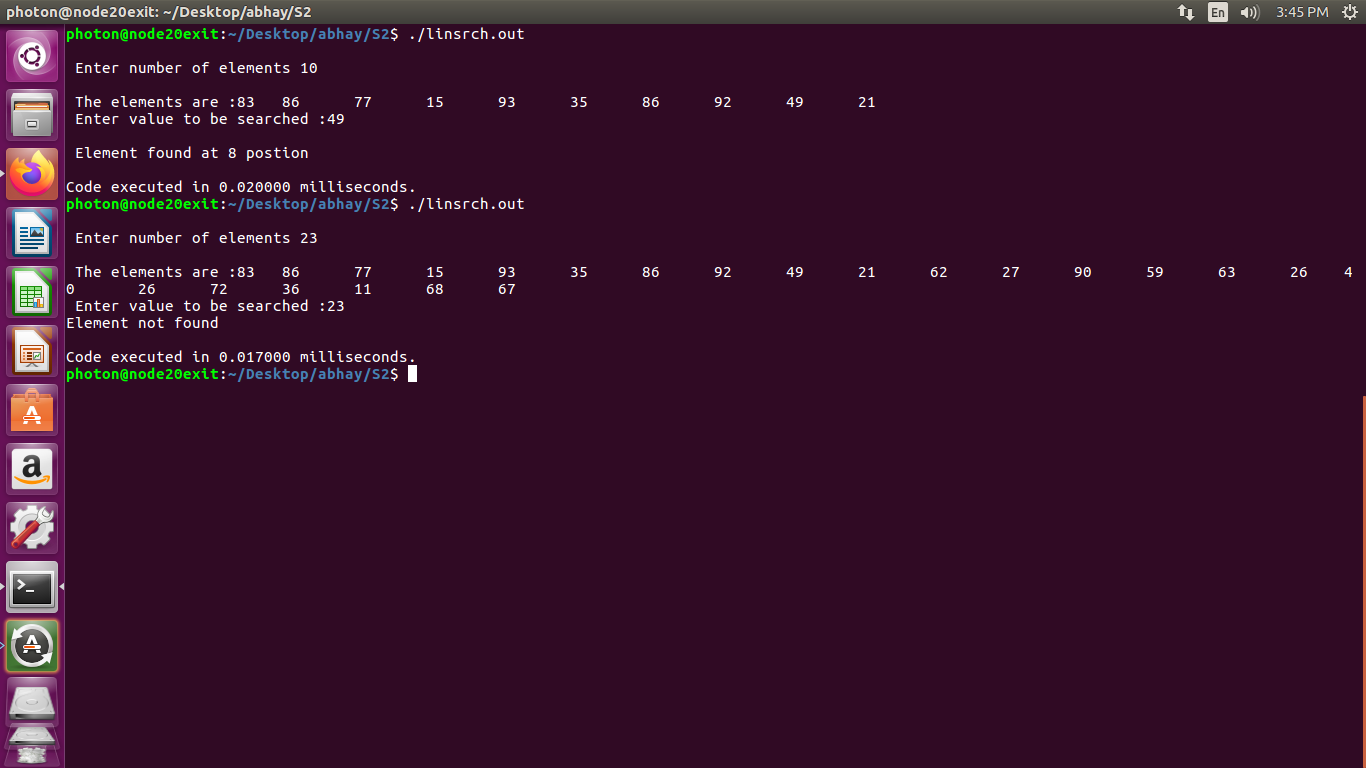 photon@node20exit: ~/Desktop/abhay/S2
En
3:45 PM
photon@node20exit:~/Desktop/abhay/S2$ ./linsrch.out
Enter number of elements 10
The elements are :83 86 77 15 93 35 86 92 49 21
Enter value to be searched :49
Element found at 8 postion
Code executed in 0.020000 milliseconds.
photon@node20exit:~/Desktop/abhay/S2$ ./linsrch.out
Enter number of elements 23
The elements are :83 86 77 15 93 35 86 92 49 21 62 27 90 59 63 26 4
0 26 72 36 11 68 67
Enter value to be searched :23
Element not found
Code executed in 0.017000 milliseconds.
photon@node20exit:~/Desktop/abhay/S2$